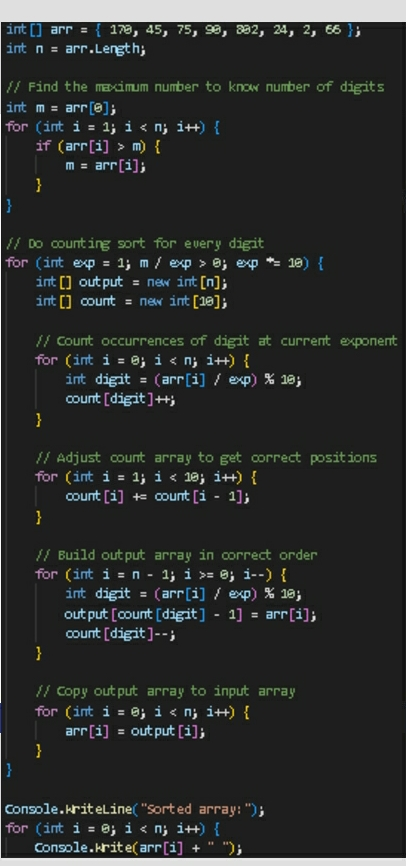 int[] arr = { 170, 45, 75, 90, 802, 24, 2, 66 };
int n = arr.Length;
// Find the maximum number to know number of digits
int m = arr[0];
for (int i = 1; i < n; i++) {
if (arr[i] > m) {
m = arr[i];
}
}
// Do counting sort for every digit
for (int exp = 1; m / exp > 0; exp *= 10) {
int[] output = new int[n];
int[] count = new int[10];
// Count occurrences of digit at current exponent
for (int i = 0; i < n; i++) {
int digit = (arr[i] / exp) % 10;
count[digit]++;
}
// Adjust count array to get correct positions
for (int i = 1; i < 10; i++) {
count[i] += count[i - 1];
}
// Build output array in correct order
for (int i = n - 1; i >= 0; i--) {
int digit = (arr[i] / exp) % 10;
output[count[digit] - 1] = arr[i];
count[digit]--;
}
// Copy output array to input array
for (int i = 0; i < n; i++) {
arr[i] = output[i];
}
}
Console.WriteLine("Sorted array:");
for (int i = 0; i < n; i++) {
Console.Write(arr[i] + " ");